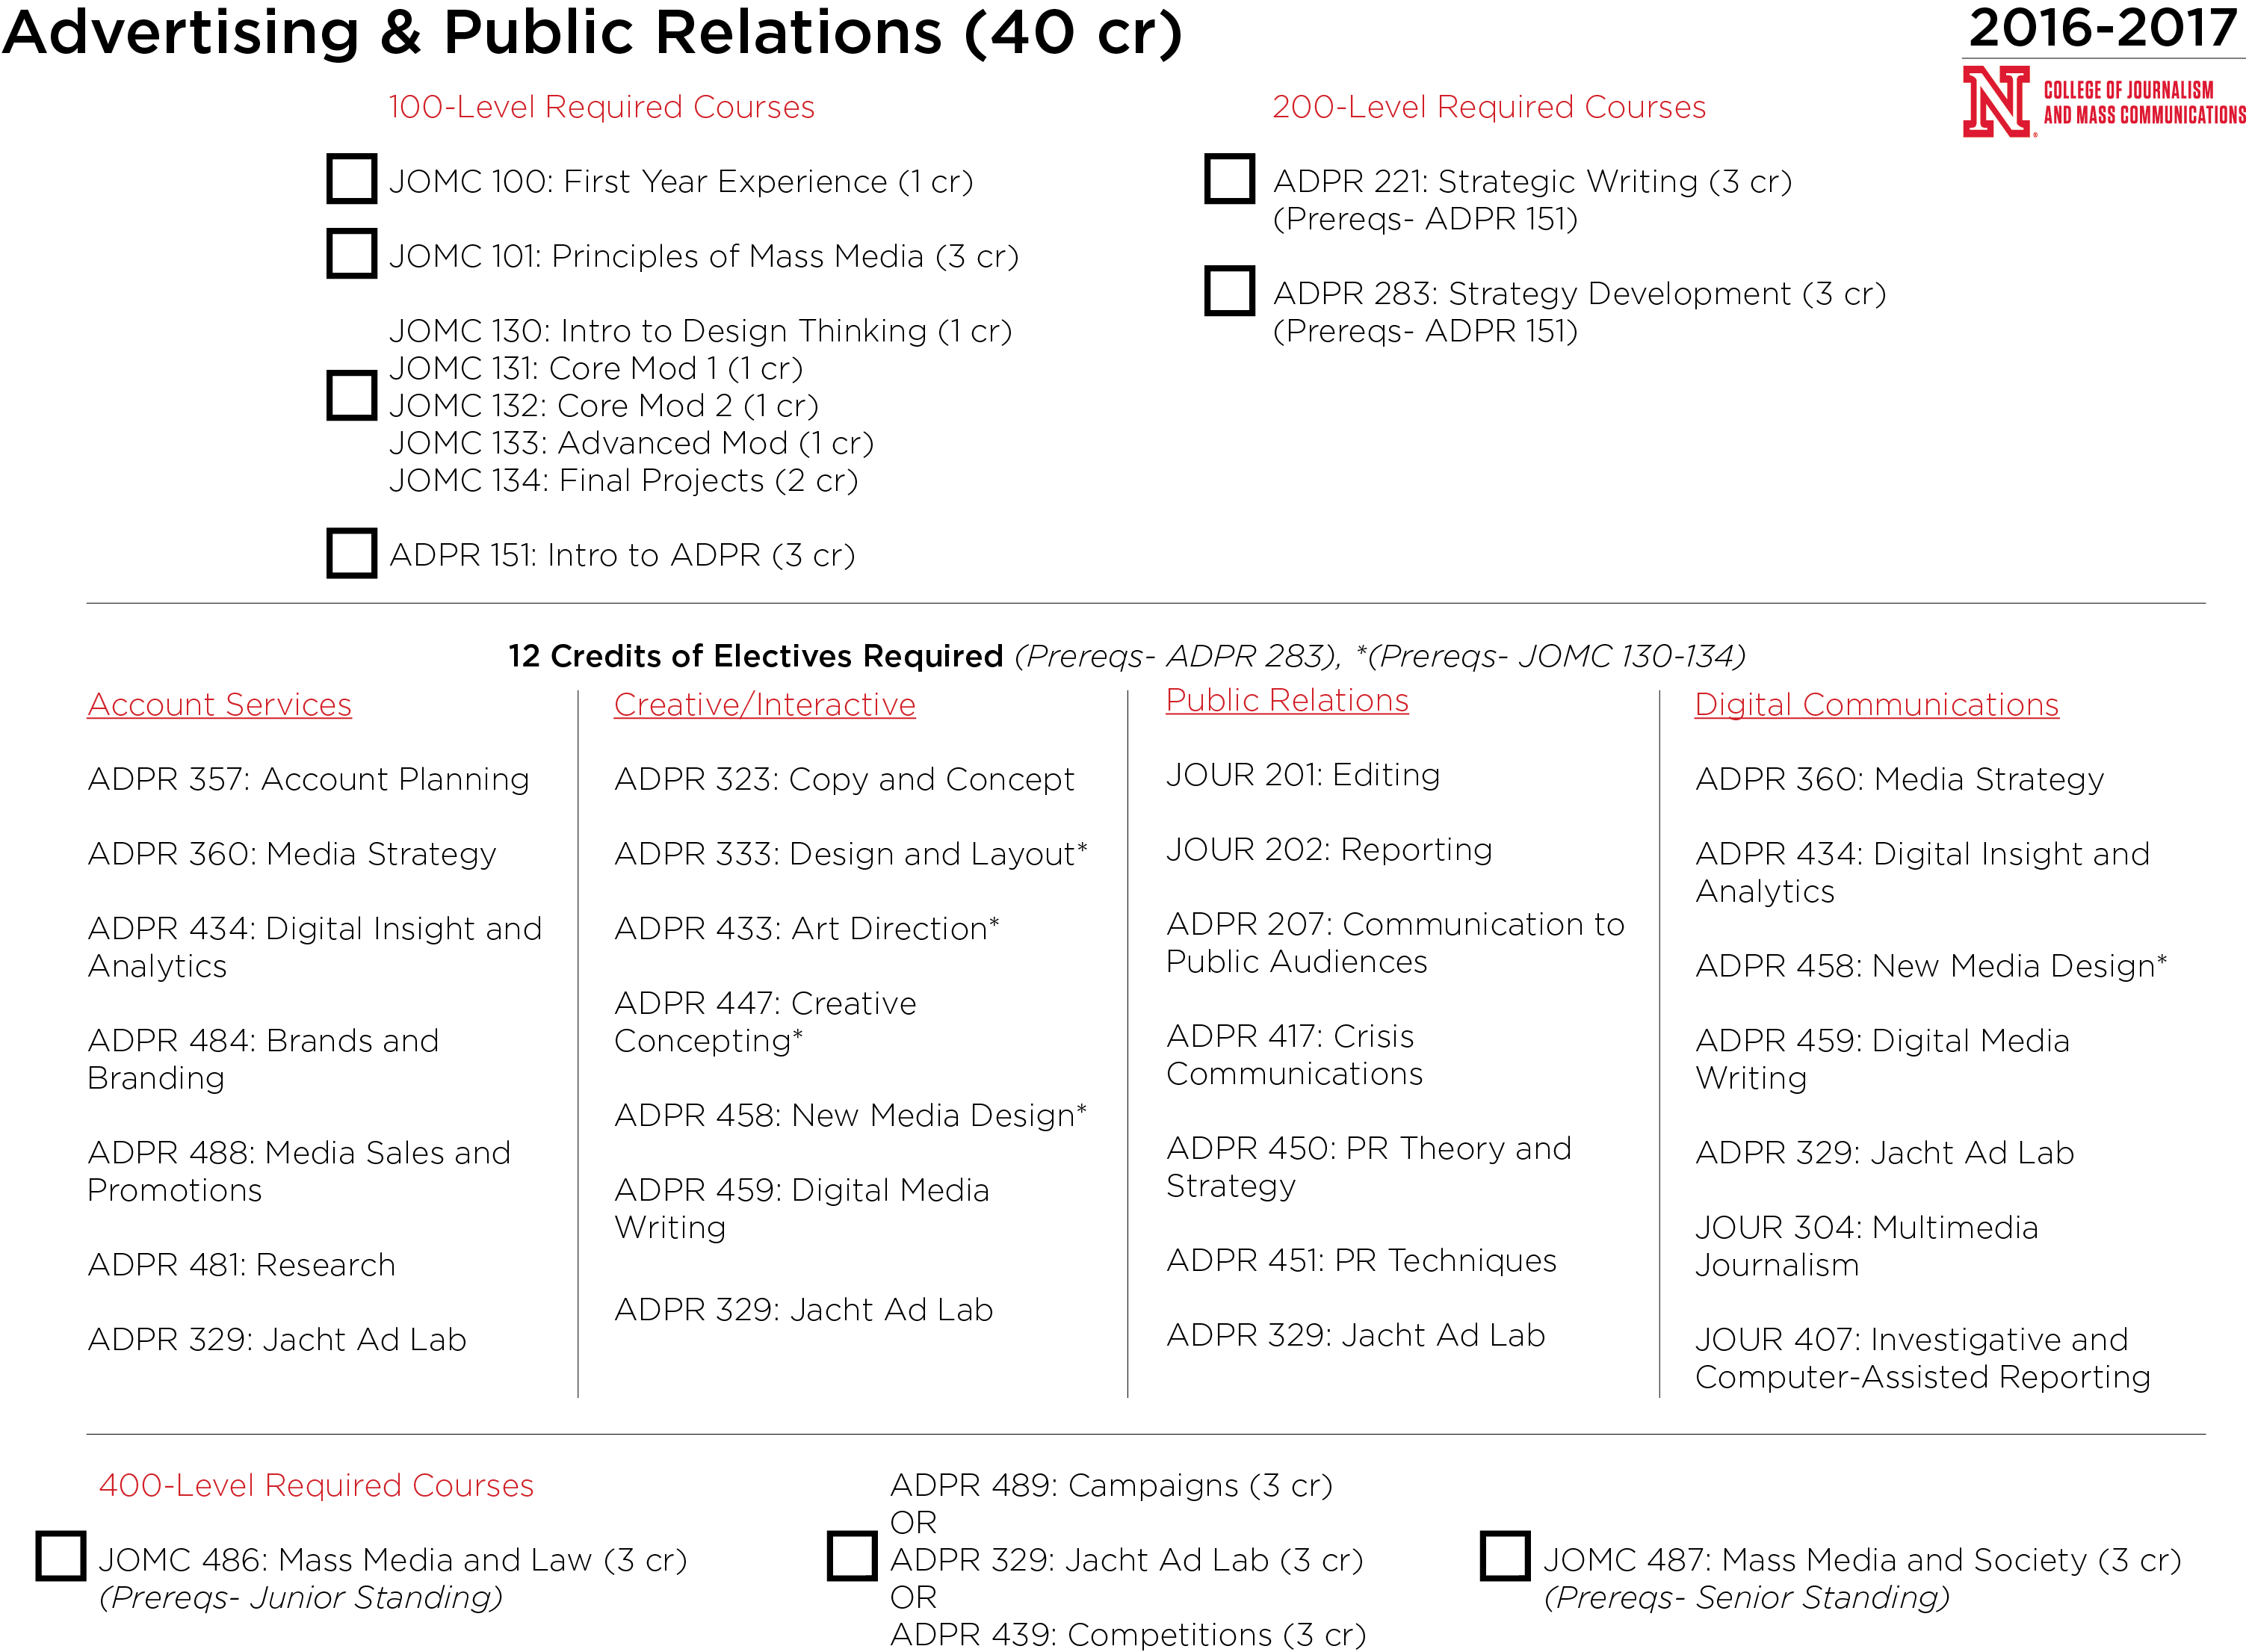 Advertising & Public Relations (40 cr)
2016-2017
N
COLLEGE OF JOURNALISM
AND MASS COMMUNICATIONS
100-Level Required Courses
JOMC 100: First Year Experience (1 cr)
JOMC 101: Principles of Mass Media (3 cr)
JOMC 130: Intro to Design Thinking (1 cr)
JOMC 131: Core Mod 1 (1 cr)
JOMC 132: Core Mod 2 (1 cr)
JOMC 133: Advanced Mod (1 cr)
JOMC 134: Final Projects (2 cr)
ADPR 151: Intro to ADPR (3 cr)
200-Level Required Courses
ADPR 221: Strategic Writing (3 cr)
(Prereqs- ADPR 151)
ADPR 283: Strategy Development (3 cr)
(Prereqs- ADPR 151)
12 Credits of Electives Required (Prereqs- ADPR 283), *(Prereqs- JOMC 130-134)
Account Services
ADPR 357: Account Planning
ADPR 360: Media Strategy
ADPR 434: Digital Insight and
Analytics
ADPR 484: Brands and
Branding
ADPR 488: Media Sales and
Promotions
ADPR 481: Research
ADPR 329: Jacht Ad Lab
Creative/Interactive
ADPR 323: Copy and Concept
ADPR 333: Design and Layout*
ADPR 433: Art Direction*
ADPR 447: Creative
Concepting*
ADPR 458: New Media Design*
ADPR 459: Digital Media
Writing
ADPR 329: Jacht Ad Lab
Public Relations
JOUR 201: Editing
JOUR 202: Reporting
ADPR 207: Communication to
Public Audiences
ADPR 417: Crisis
Communications
ADPR 450: PR Theory and
Strategy
ADPR 451: PR Techniques
ADPR 329: Jacht Ad Lab
Digital Communications
ADPR 360: Media Strategy
ADPR 434: Digital Insight and
Analytics
ADPR 458: New Media Design*
ADPR 459: Digital Media
Writing
ADPR 329: Jacht Ad Lab
JOUR 304: Multimedia
Journalism
JOUR 407: Investigative and
Computer-Assisted Reporting
400-Level Required Courses
JOMC 486: Mass Media and Law (3 cr)
(Prereqs- Junior Standing)
ADPR 489: Campaigns (3 cr)
OR
ADPR 329: Jacht Ad Lab (3 cr)
OR
ADPR 439: Competitions (3 cr)
JOMC 487: Mass Media and Society (3 cr)
(Prereqs- Senior Standing)